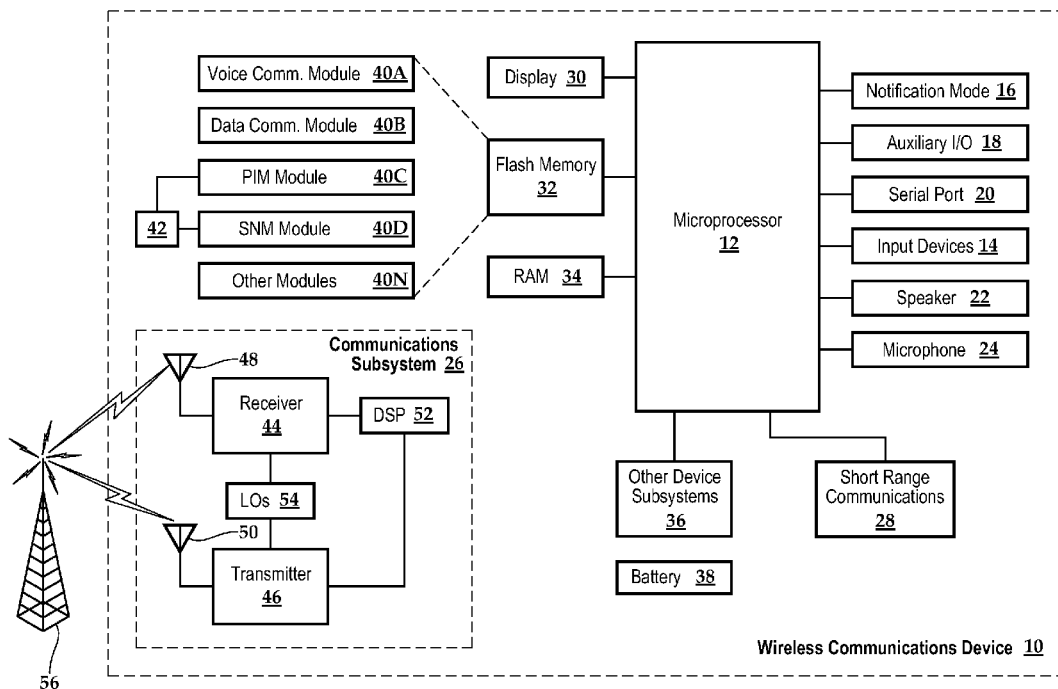 Voice Comm. Module 40A
Data Comm. Module 40B
PIM Module 40C
42
SNM Module 40D
Other Modules 40N
Display 30
Flash Memory
32
RAM 34
Microprocessor
12
Notification Mode 16
Auxiliary I/O 18
Serial Port 20
Input Devices 14
Speaker 22
Microphone 24
Communications
Subsystem 26
48
Receiver
44
DSP 52
LOs 54
50
Transmitter
46
56
Other Device
Subsystems
36
Short Range
Communications
28
Battery 38
Wireless Communications Device 10